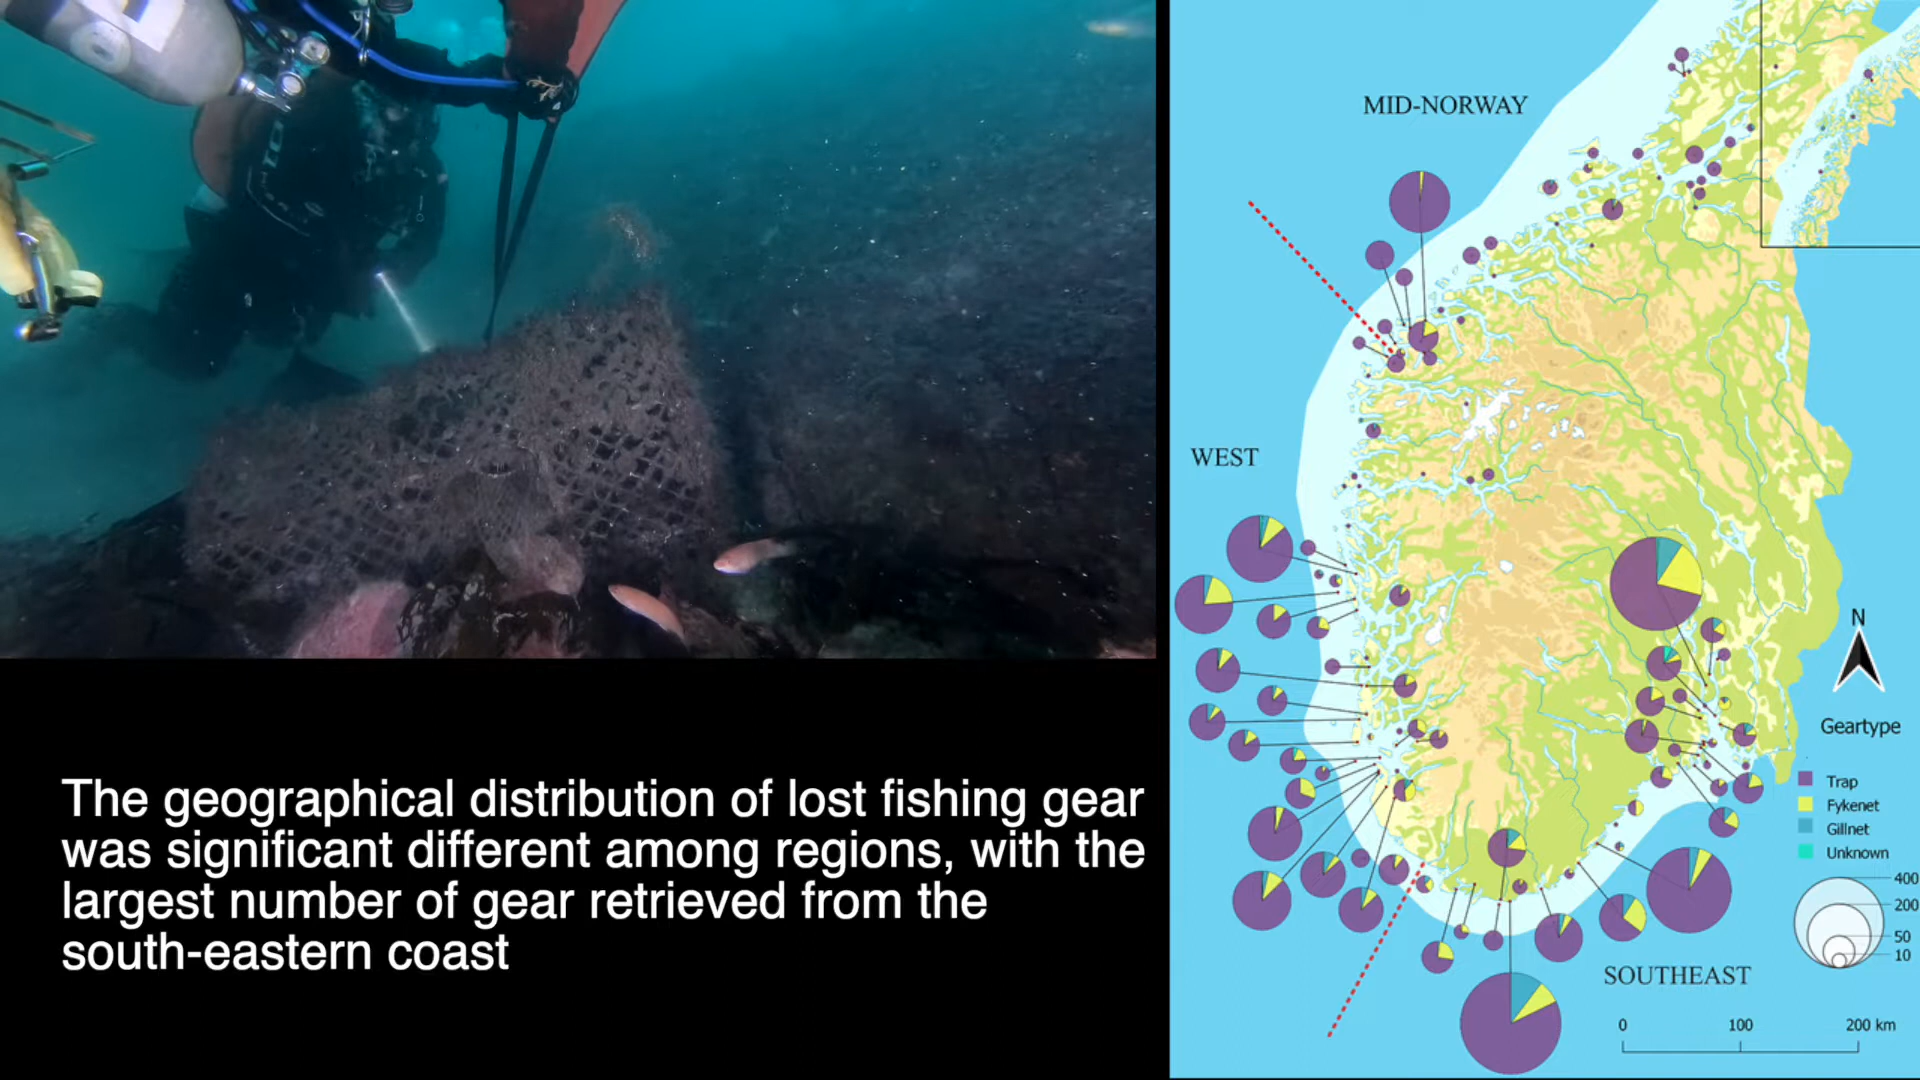 The geographical distribution of lost fishing gear
was significant different among regions, with the
largest number of gear retrieved from the
south-eastern coast
MID-NORWAY
WEST
SOUTHEAST
N
Geartype
Trap
Fykenet
Gillnet
Unknown
400
200
50
10
0 100 200 km